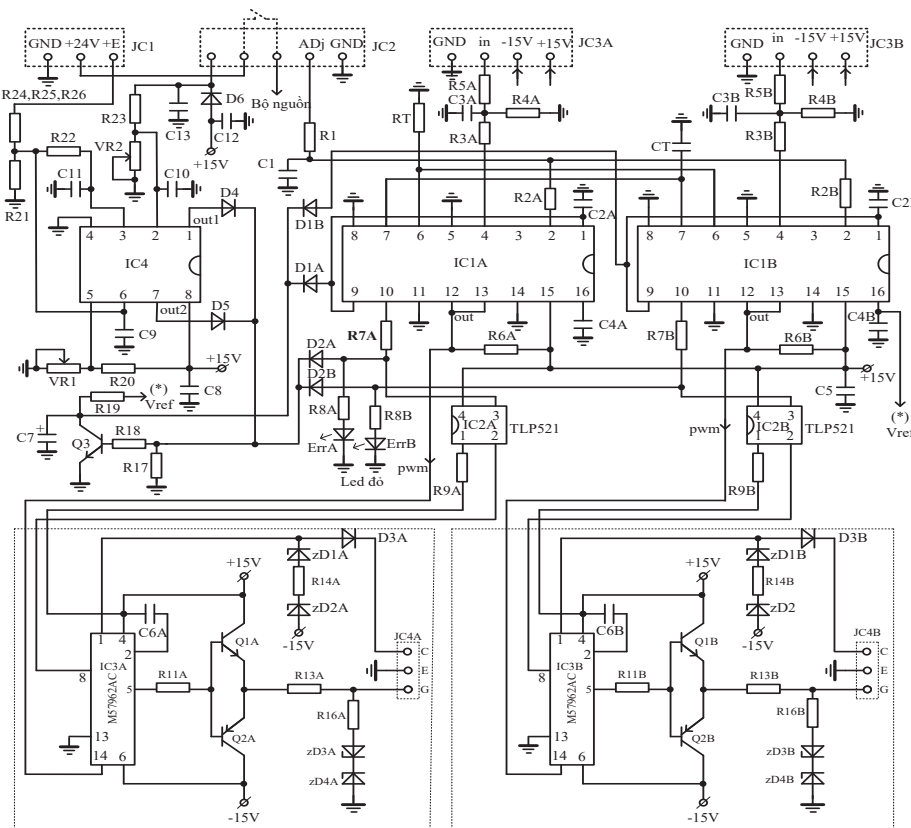 GND +24V +E JC1
ADj GND JC2
GND in -15V +15V JC3A
GND in -15V +15V JC3B
R24,R25,R26
R23
D6
Bộ nguồn
C13
C12
+15V
R22
VR2
C11
C10
R21
R1
C1
RT
R5A
C3A
R4A
R3A
CT
R5B
C3B
R4B
R3B
D4
out1
D1B
R2A
C2A
R2B
4 3 2 1
IC4
5 6 7 8
out2
D5
C9
D1A
8 7 6 5 4 3 2 1
IC1A
9 10 11 12 13 14 15 16
out
8 7 6 5 4 3 2 1
IC1B
9 10 11 12 13 14 15 16
out
R7A
R6A
C4A
R7B
R6B
C4B
VR1
R20
+15V
C8
D2A
D2B
C5
+15V
R19
(*)
Vref
(*)
C7
+
Q3
R18
R17
R8A
R8B
ErrA
ErrB
Led đỏ
pwm
4 3
IC2A
1 2
TLP521
R9A
pwm
4 3
IC2B
1 2
TLP521
R9B
D3A
zD1A
R14A
zD2A
-15V
+15V
C6A
1 4
2
IC3A
M57962AC
8
5
13
14 6
R11A
Q1A
Q2A
R13A
R16A
zD3A
zD4A
-15V
JC4A
C
E
G
D3B
zD1B
R14B
zD2
-15V
+15V
C6B
1 4
2
IC3B
M57962AC
8
5
13
14 6
R11B
Q1B
Q2B
R13B
R16B
zD3B
zD4B
-15V
JC4B
C
E
G